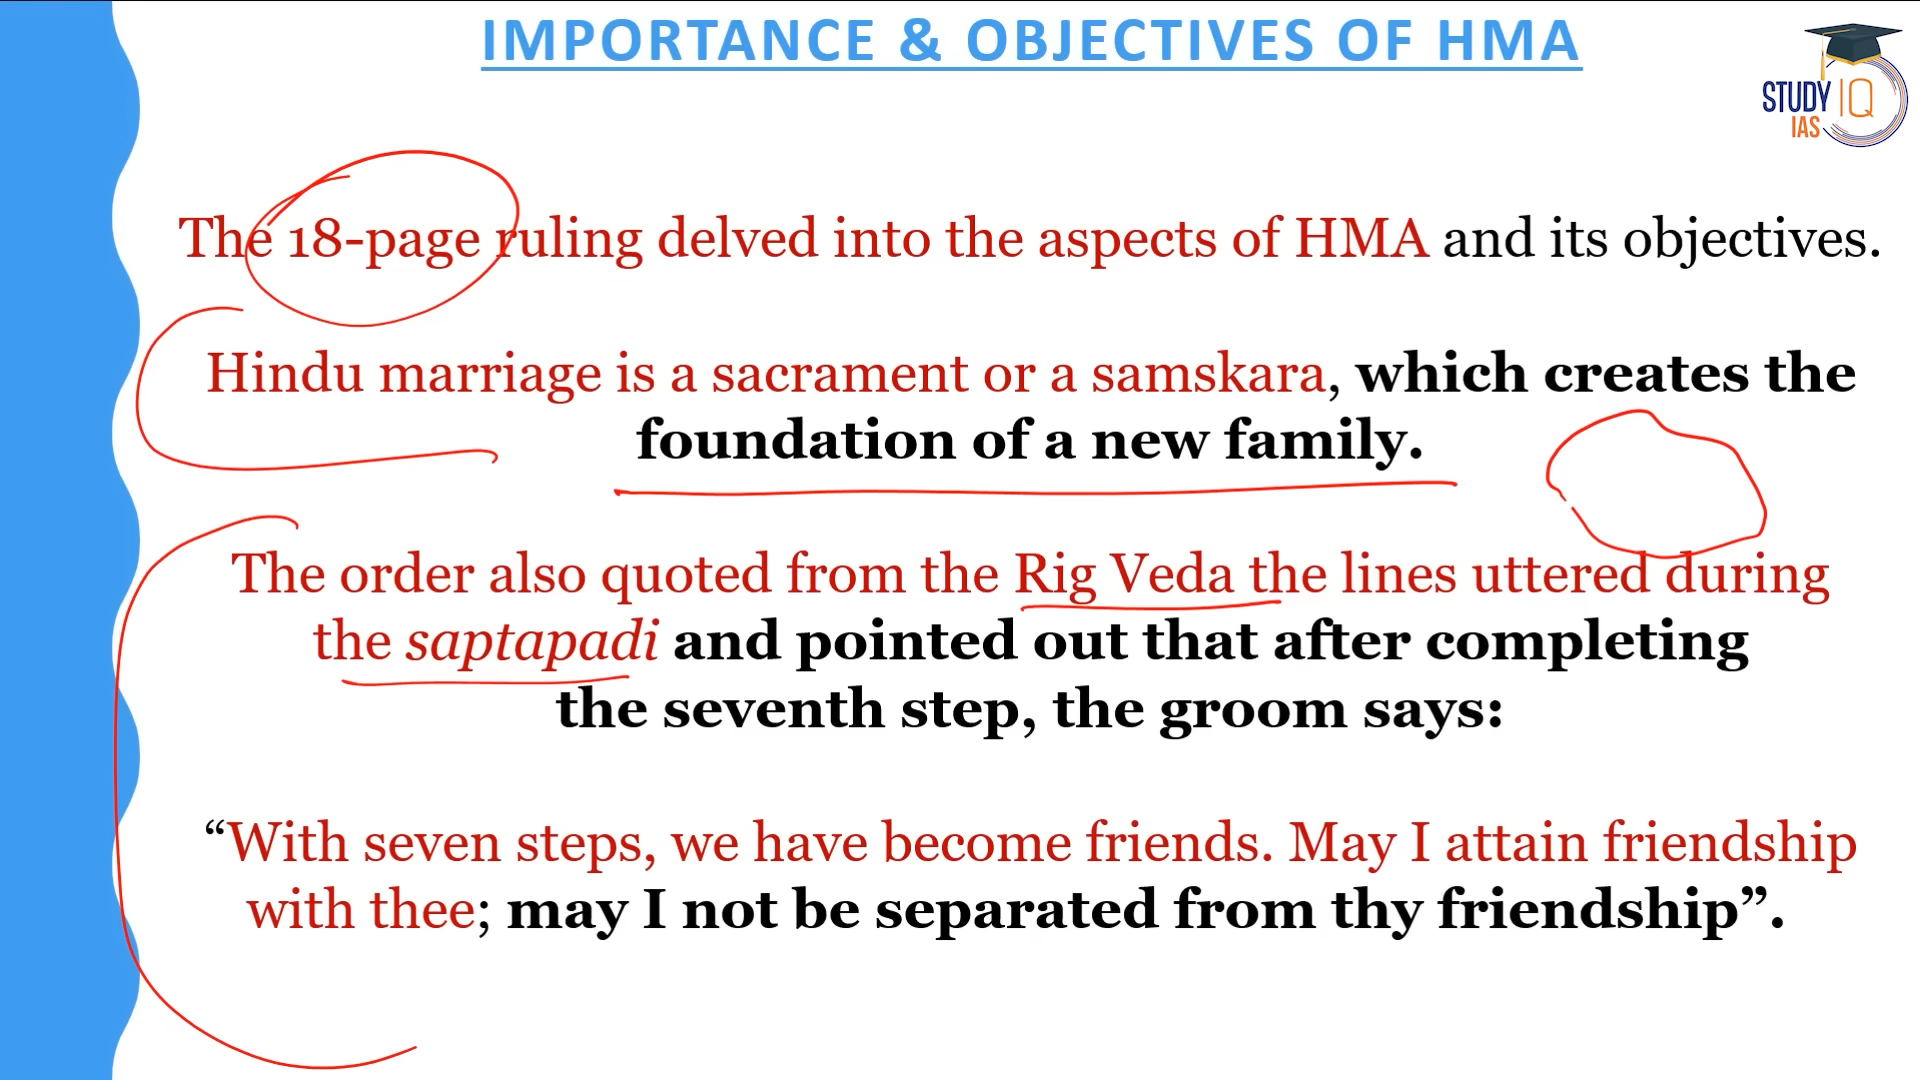 IMPORTANCE & OBJECTIVES OF HMA
STUDY IQ
IAS
The 18-page ruling delved into the aspects of HMA and its objectives.
Hindu marriage is a sacrament or a samskara, which creates the
foundation of a new family.
The order also quoted from the Rig Veda the lines uttered during
the saptapadi and pointed out that after completing
the seventh step, the groom says:
“With seven steps, we have become friends. May I attain friendship
with thee; may I not be separated from thy friendship”.